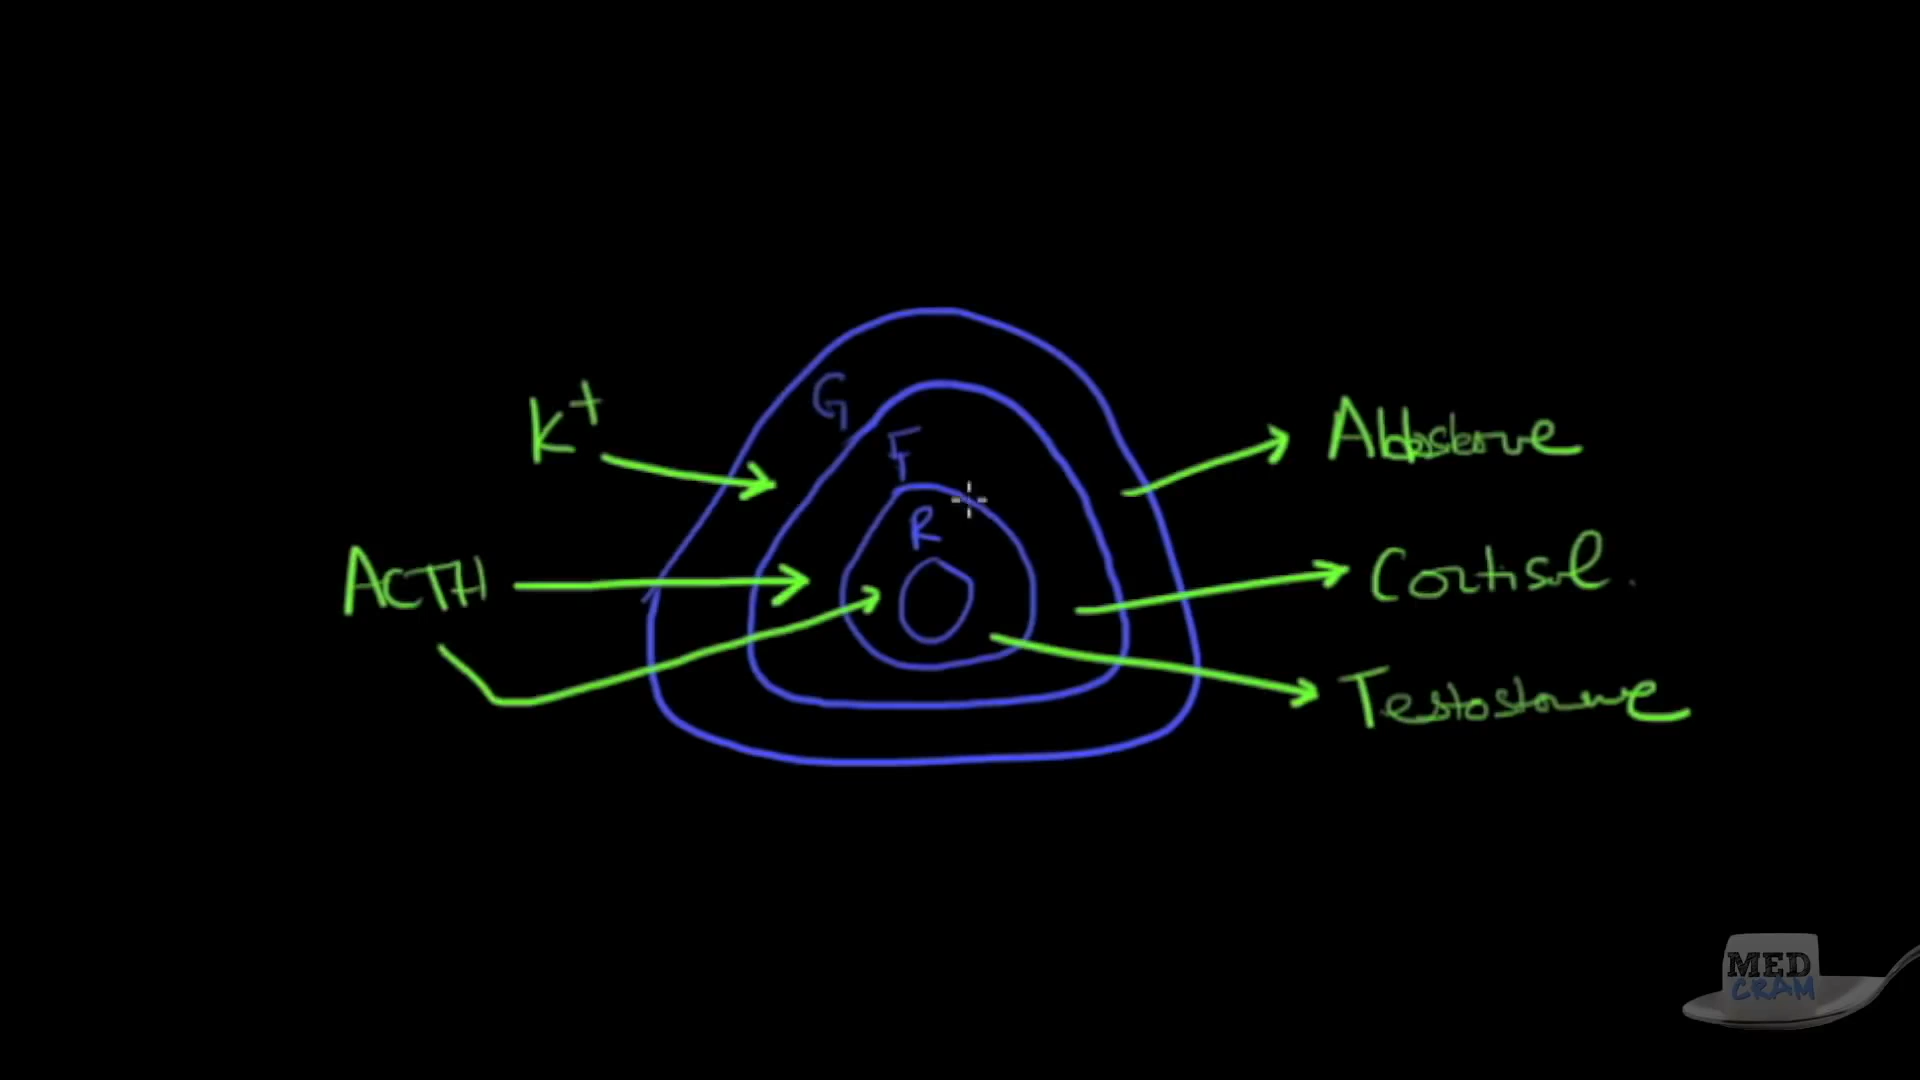 G
K+
Aldosterone
F
R
ACTH
Cortisol.
Testosterone
MED
CRAM